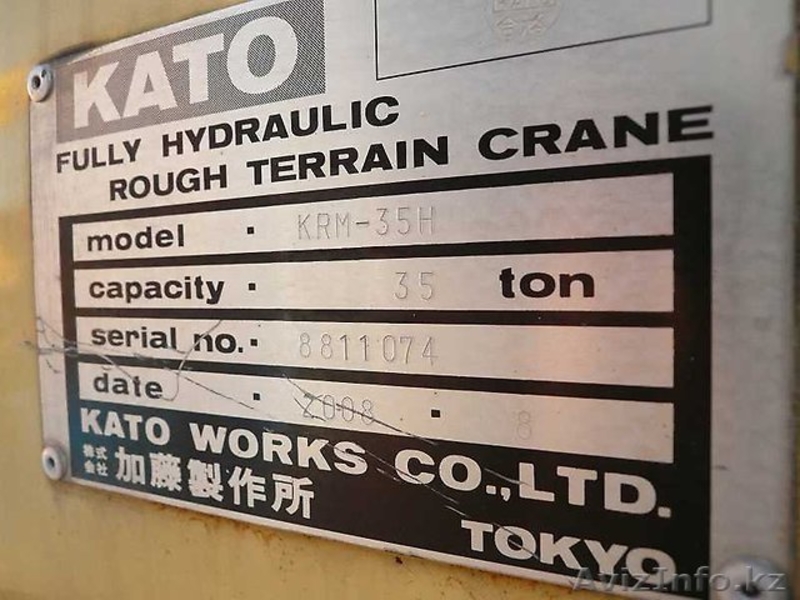 KATO
FULLY HYDRAULIC
ROUGH TERRAIN CRANE
model · KRM-35H
capacity · 35 ton
serial no. · 8811074
date · 2008 · 8
KATO WORKS CO.,LTD.
株式会社 加藤製作所
TOKYO
AvizInfo.kz